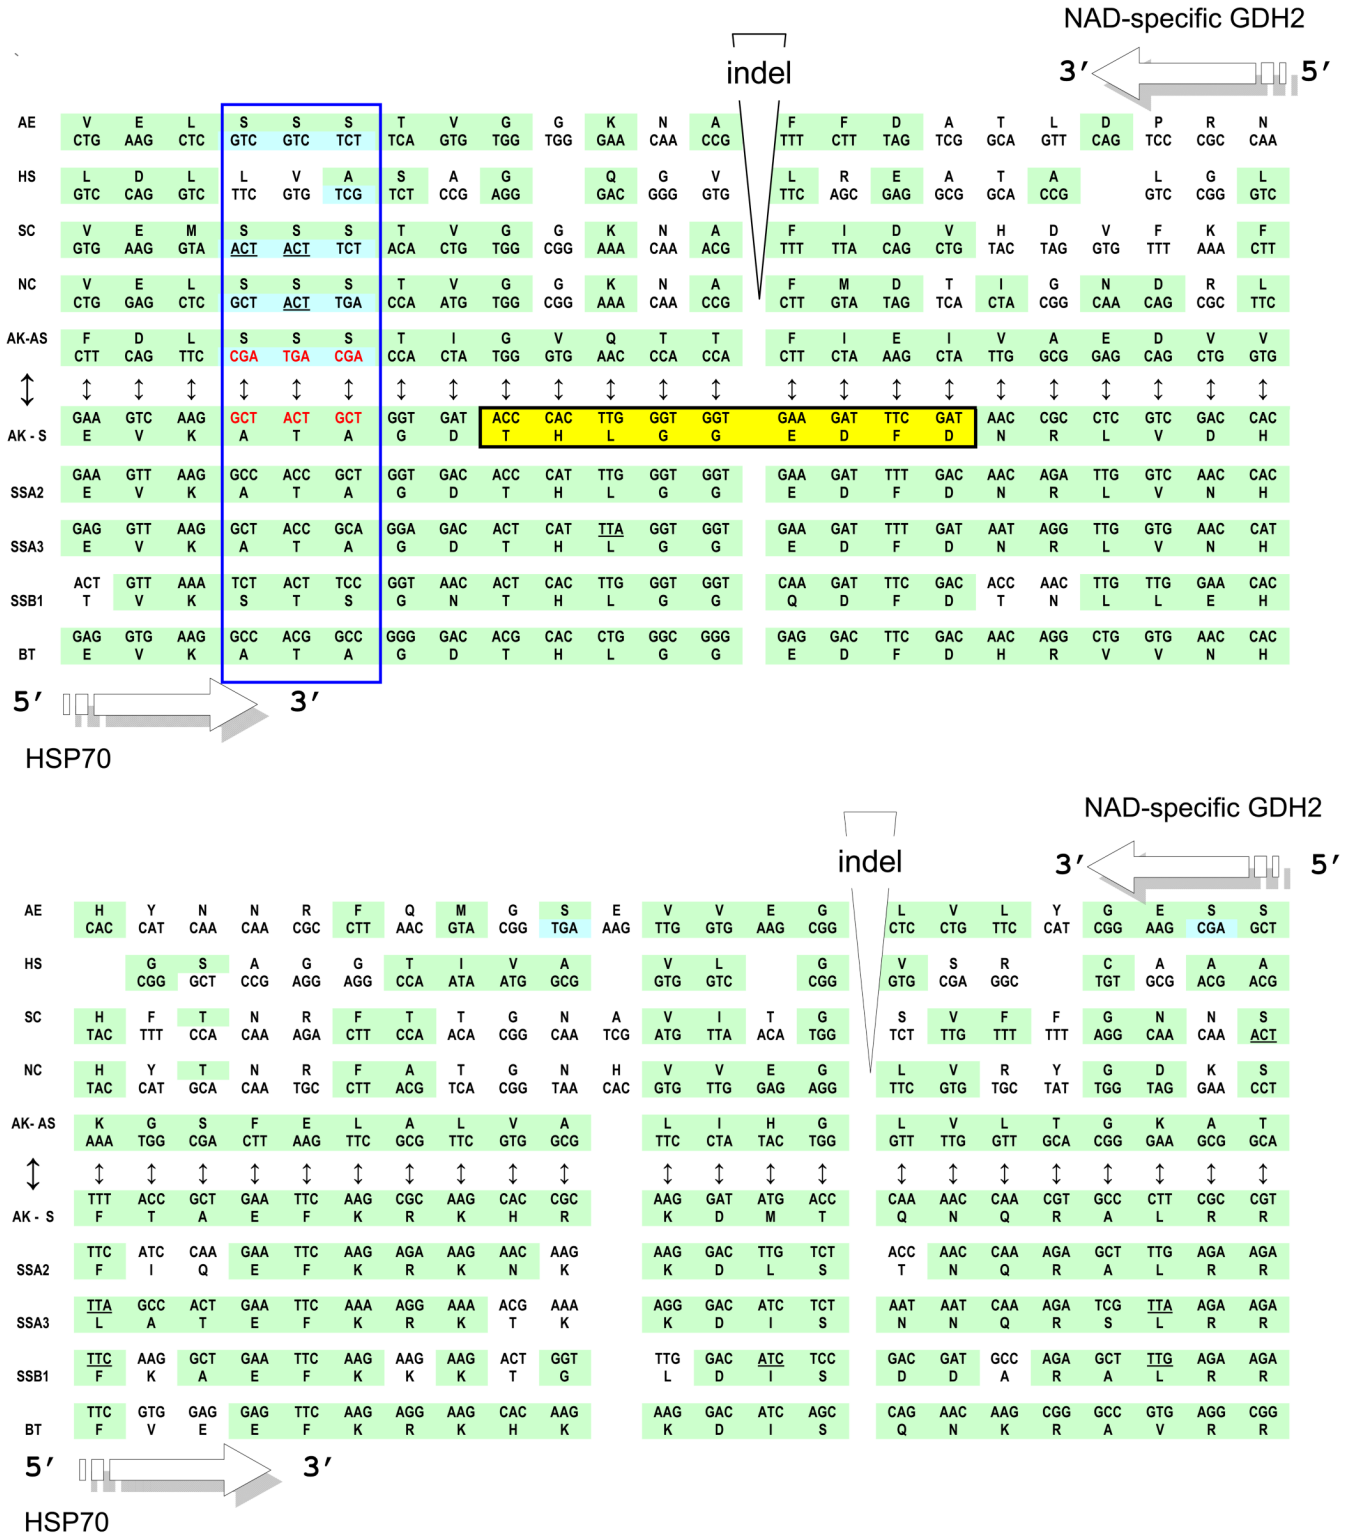 NAD-specific GDH2
indel
3′ 5′
AE V E L S S S T V G G K N A F F D A T L D P R N
CTG AAG CTC GTC GTC TCT TCA GTG TGG TGG GAA CAA CCG TTT CTT TAG TCG GCA GTT CAG TCC CGC CAA
HS L D L L V A S A G Q G V L R E A T A L G L
GTC CAG GTC TTC GTG TCG TCT CCG AGG GAC GGG GTG TTC AGC GAG GCG GCA CCG GTC CGG GTC
SC V E M S S S T V G G K N A F I D V H D V F K F
GTG AAG GTA ACT ACT TCT ACA CTG TGG CGG AAA CAA ACG TTT TTA CAG CTG TAC TAG GTG TTT AAA CTT
NC V E L S S S T V G G K N A F M D T I G N D R L
CTG GAG CTC GCT ACT TGA CCA ATG TGG CGG AAA CAA CCG CTT GTA TAG TCA CTA CGG CAA CAG CGC TTC
AK-AS F D L S S S T I G V Q T T F I E I V A E D V V
CTT CAG TTC CGA TGA CGA CCA CTA TGG GTG AAC CCA CCA CTT CTA AAG CTA TTG GCG GAG CAG CTG GTG
↕ ↕ ↕ ↕ ↕ ↕ ↕ ↕ ↕ ↕ ↕ ↕ ↕ ↕ ↕ ↕ ↕ ↕ ↕ ↕ ↕ ↕ ↕ ↕
GAA GTC AAG GCT ACT GCT GGT GAT ACC CAC TTG GGT GGT GAA GAT TTC GAT AAC CGC CTC GTC GAC CAC
AK - S E V K A T A G D T H L G G E D F D N R L V D H
GAA GTT AAG GCC ACC GCT GGT GAC ACC CAT TTG GGT GGT GAA GAT TTT GAC AAC AGA TTG GTC AAC CAC
SSA2 E V K A T A G D T H L G G E D F D N R L V N H
GAG GTT AAG GCT ACC GCA GGA GAC ACT CAT TTA GGT GGT GAA GAT TTT GAT AAT AGG TTG GTG AAC CAT
SSA3 E V K A T A G D T H L G G E D F D N R L V N H
ACT GTT AAA TCT ACT TCC GGT AAC ACT CAC TTG GGT GGT CAA GAT TTC GAC ACC AAC TTG TTG GAA CAC
SSB1 T V K S T S G N T H L G G Q D F D T N L L E H
GAG GTG AAG GCC ACG GCC GGG GAC ACG CAC CTG GGC GGG GAG GAC TTC GAC AAC AGG CTG GTG AAC CAC
BT E V K A T A G D T H L G G E D F D H R V V N H
5′ 3′
HSP70
NAD-specific GDH2
indel
3′ 5′
AE H Y N N R F Q M G S E V V E G L V L Y G E S S
CAC CAT CAA CAA CGC CTT AAC GTA CGG TGA AAG TTG GTG AAG CGG CTC CTG TTC CAT CGG AAG CGA GCT
HS G S A G G T I V A V L G V S R C A A A
CGG GCT CCG AGG AGG CCA ATA ATG GCG GTG GTC CGG GTG CGA GGC TGT GCG ACG ACG
SC H F T N R F T T G N A V I T G S V F F G N N S
TAC TTT CCA CAA AGA CTT CCA ACA CGG CAA TCG ATG TTA ACA TGG TCT TTG TTT TTT AGG CAA CAA ACT
NC H Y T N R F A T G N H V V E G L V R Y G D K S
TAC CAT GCA CAA TGC CTT ACG TCA CGG TAA CAC GTG TTG GAG AGG TTC GTG TGC TAT TGG TAG GAA CCT
AK- AS K G S F E L A L V A L I H G L V L T G K A T
AAA TGG CGA CTT AAG TTC GCG TTC GTG GCG TTC CTA TAC TGG GTT TTG GTT GCA CGG GAA GCG GCA
↕ ↕ ↕ ↕ ↕ ↕ ↕ ↕ ↕ ↕ ↕ ↕ ↕ ↕ ↕ ↕ ↕ ↕ ↕ ↕ ↕ ↕ ↕
TTT ACC GCT GAA TTC AAG CGC AAG CAC CGC AAG GAT ATG ACC CAA AAC CAA CGT GCC CTT CGC CGT
AK - S F T A E F K R K H R K D M T Q N Q R A L R R
TTC ATC CAA GAA TTC AAG AGA AAG AAC AAG AAG GAC TTG TCT ACC AAC CAA AGA GCT TTG AGA AGA
SSA2 F I Q E F K R K N K K D L S T N Q R A L R R
TTA GCC ACT GAA TTC AAA AGG AAA ACG AAA AGG GAC ATC TCT AAT AAT CAA AGA TCG TTA AGA AGA
SSA3 L A T E F K R K T K K D I S N N Q R S L R R
TTC AAG GCT GAA TTC AAG AAG AAG ACT GGT TTG GAC ATC TCC GAC GAT GCC AGA GCT TTG AGA AGA
SSB1 F K A E F K K K T G L D I S D D A R A L R R
TTC GTG GAG GAG TTC AAG AGG AAG CAC AAG AAG GAC ATC AGC CAG AAC AAG CGG GCC GTG AGG CGG
BT F V E E F K R K H K K D I S Q N K R A V R R
5′ 3′
HSP70